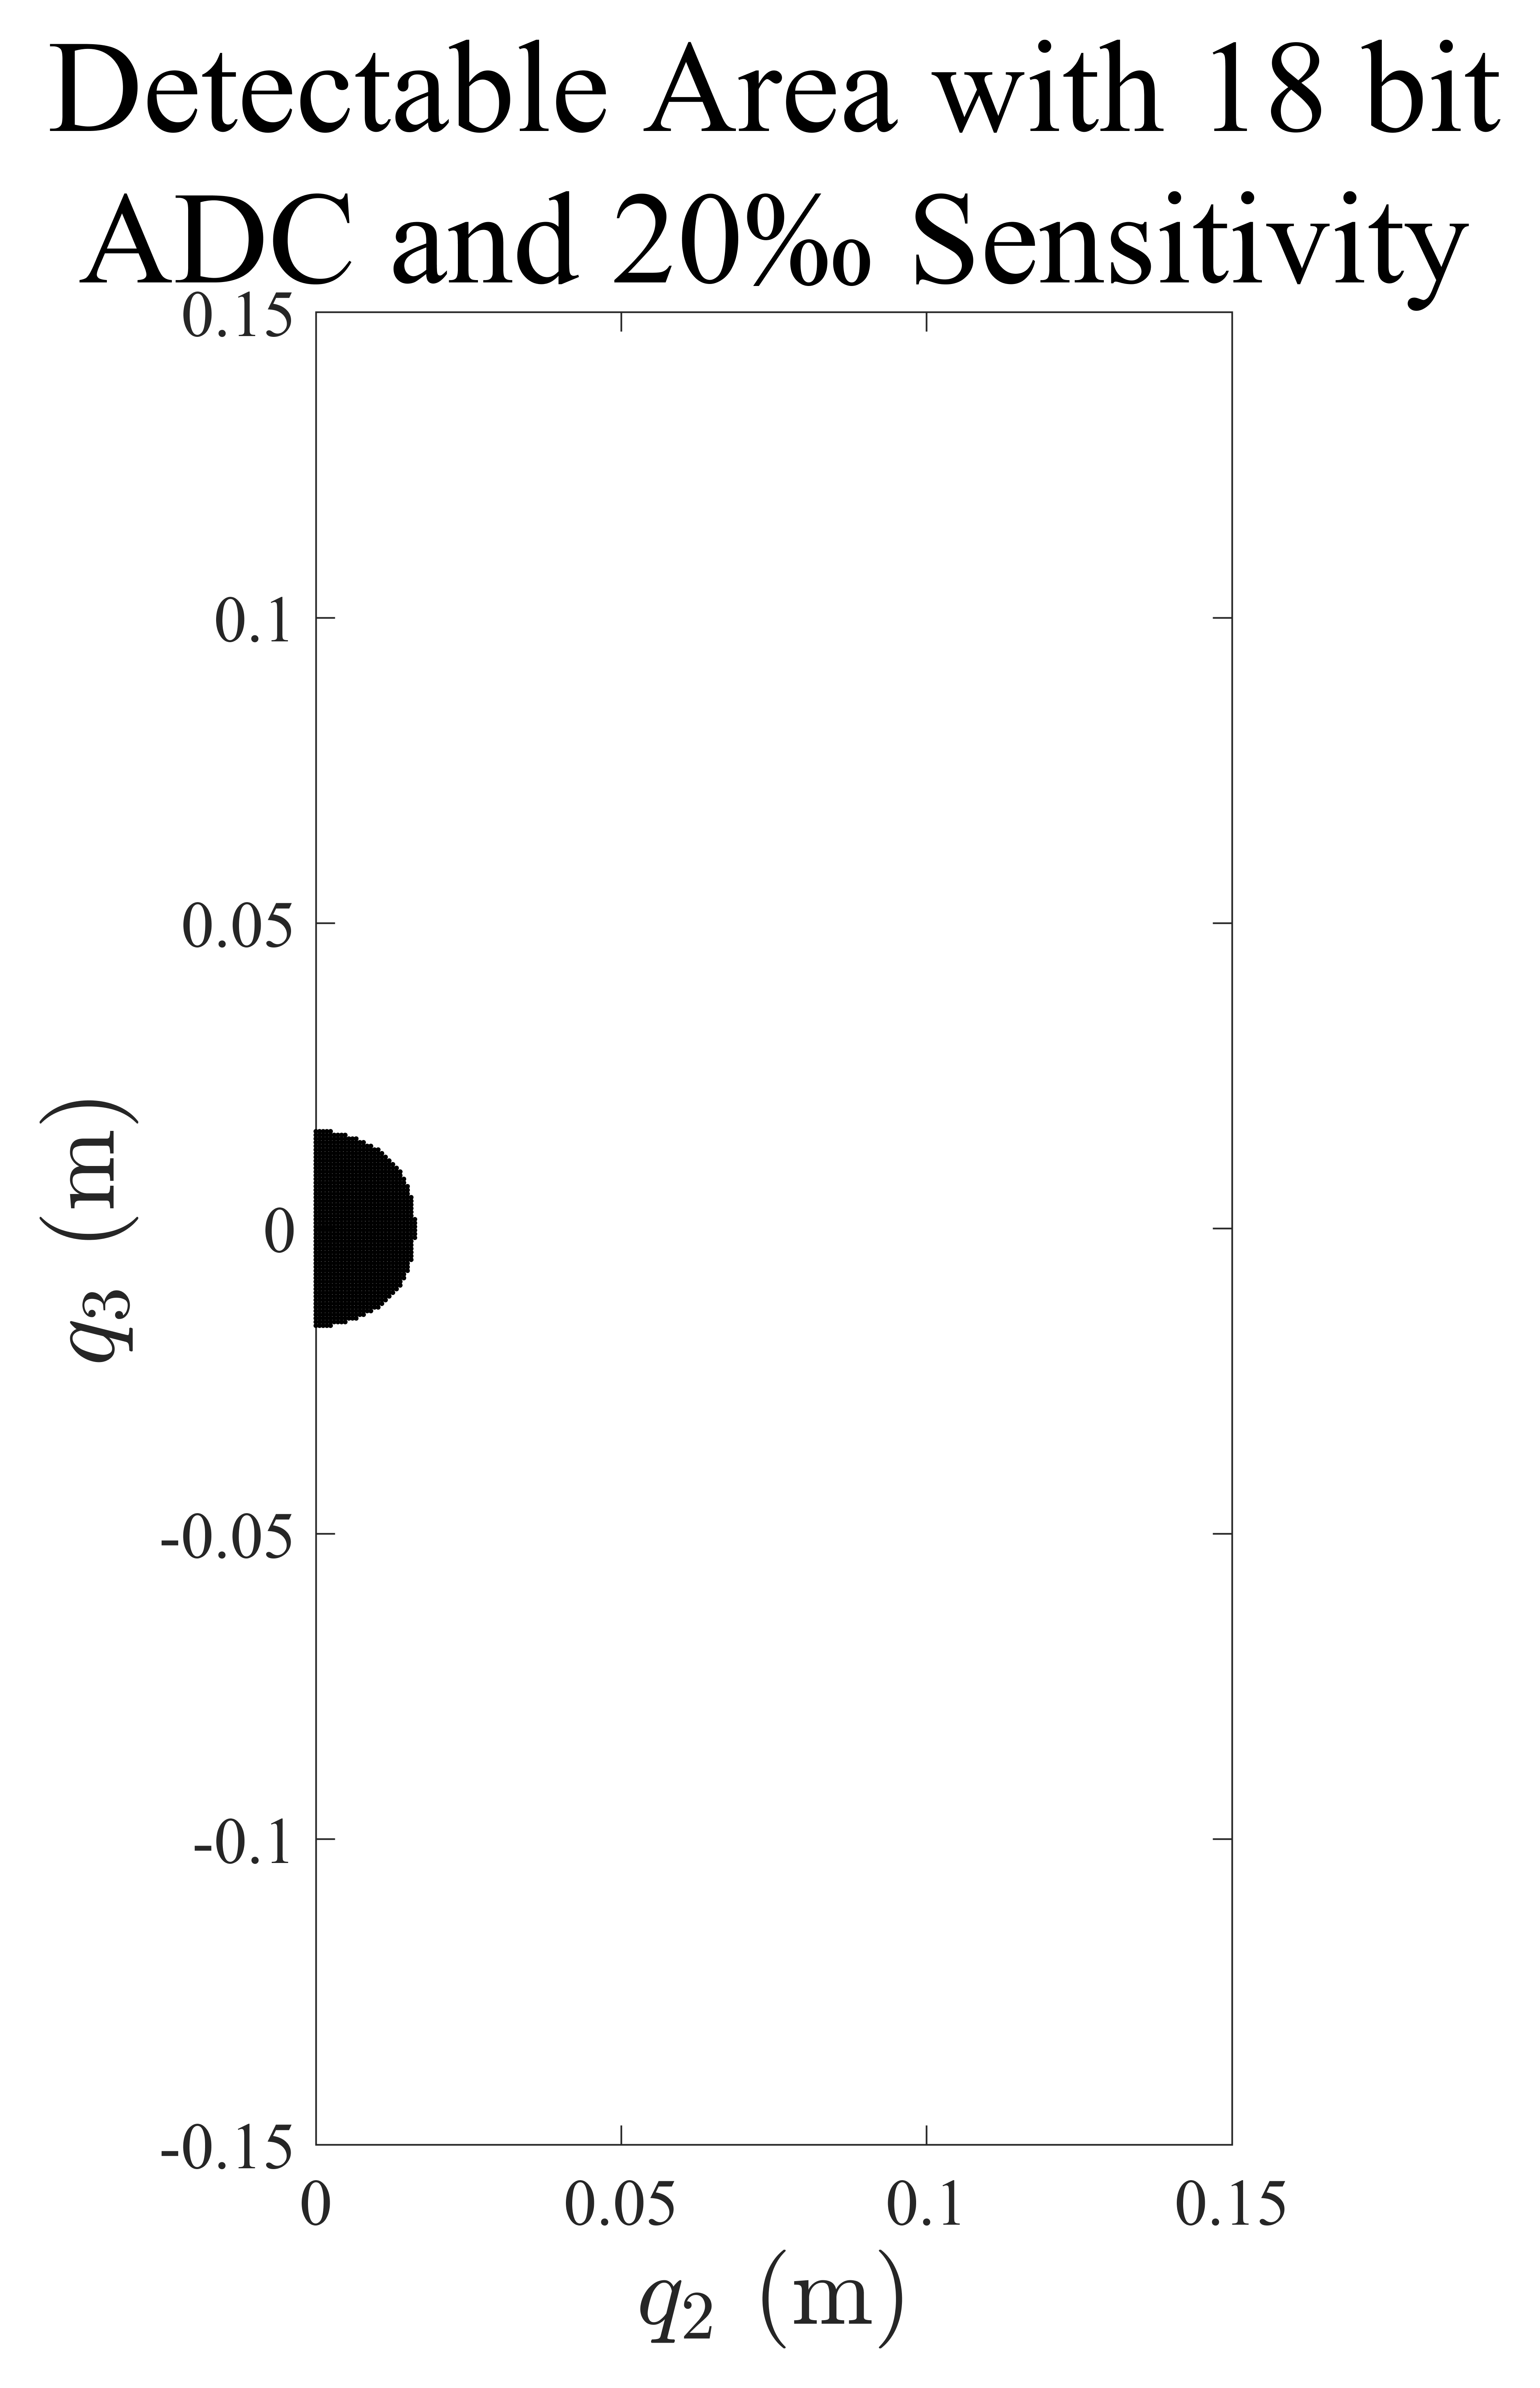 Detectable Area with 18 bit
ADC and 20‰ Sensitivity
0.15
0.1
0.05
0
-0.05
-0.1
-0.15
q₃ (m)
0 0.05 0.1 0.15
q₂ (m)